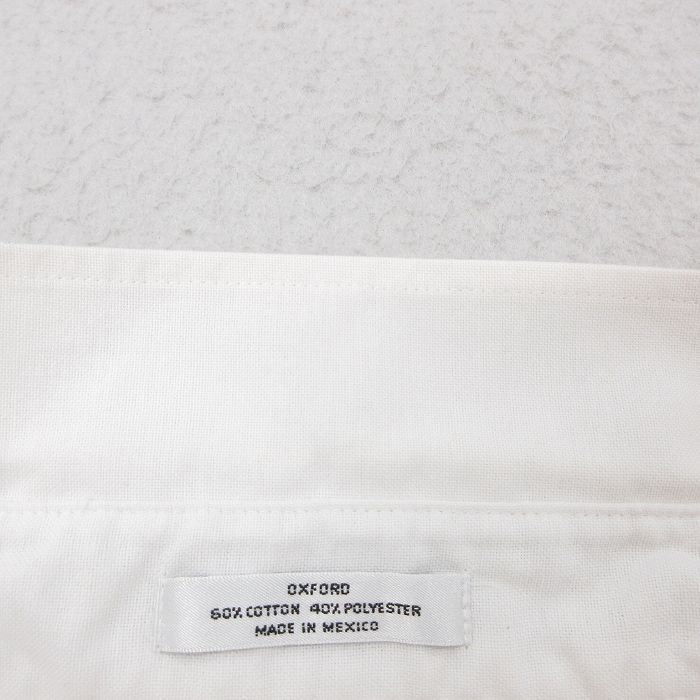 OXFORD
60% COTTON 40% POLYESTER
MADE IN MEXICO